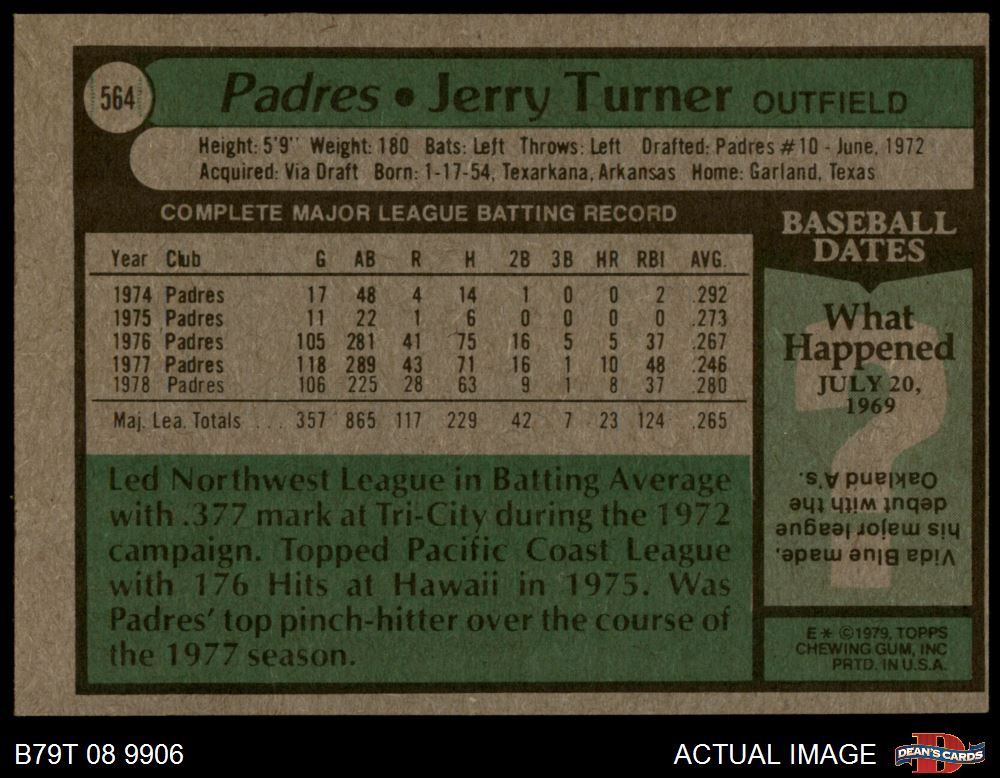 564
Padres • Jerry Turner OUTFIELD
Height: 5'9" Weight: 180 Bats: Left Throws: Left Drafted: Padres #10 - June, 1972
Acquired: Via Draft Born: 1-17-54, Texarkana, Arkansas Home: Garland, Texas
COMPLETE MAJOR LEAGUE BATTING RECORD
Year Club G AB R H 2B 3B HR RBI AVG.
1974 Padres 17 48 4 14 1 0 0 2 .292
1975 Padres 11 22 1 6 0 0 0 0 .273
1976 Padres 105 281 41 75 16 5 5 37 .267
1977 Padres 118 289 43 71 16 1 10 48 .246
1978 Padres 106 225 28 63 9 1 8 37 .280
Maj. Lea. Totals ... 357 865 117 229 42 7 23 124 .265
Led Northwest League in Batting Average
with .377 mark at Tri-City during the 1972
campaign. Topped Pacific Coast League
with 176 Hits at Hawaii in 1975. Was
Padres' top pinch-hitter over the course of
the 1977 season.
BASEBALL
DATES
What
Happened
JULY 20,
1969
?
Vida Blue made
his major league
debut with the
Oakland A's.
E* ©1979, TOPPS
CHEWING GUM, INC
PRTD. IN U.S.A.
B79T 08 9906
ACTUAL IMAGE
DEAN'S CARDS